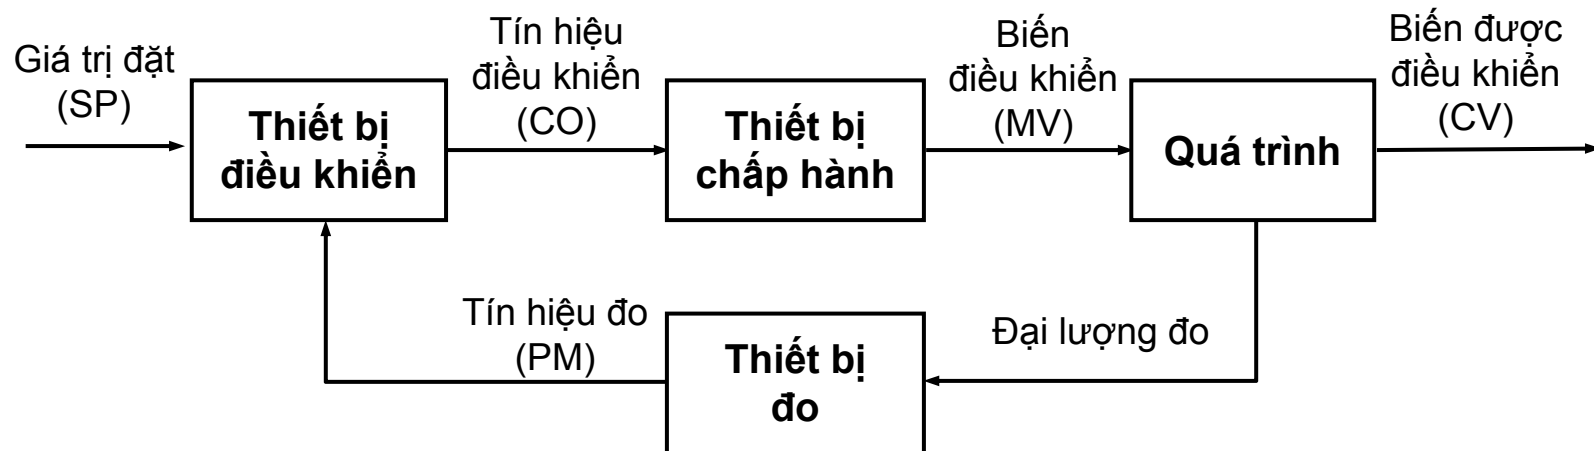 Giá trị đặt
(SP)
Thiết bị
điều khiển
Tín hiệu
điều khiển
(CO)
Thiết bị
chấp hành
Biến
điều khiển
(MV)
Quá trình
Biến được
điều khiển
(CV)
Tín hiệu đo
(PM)
Thiết bị
đo
Đại lượng đo